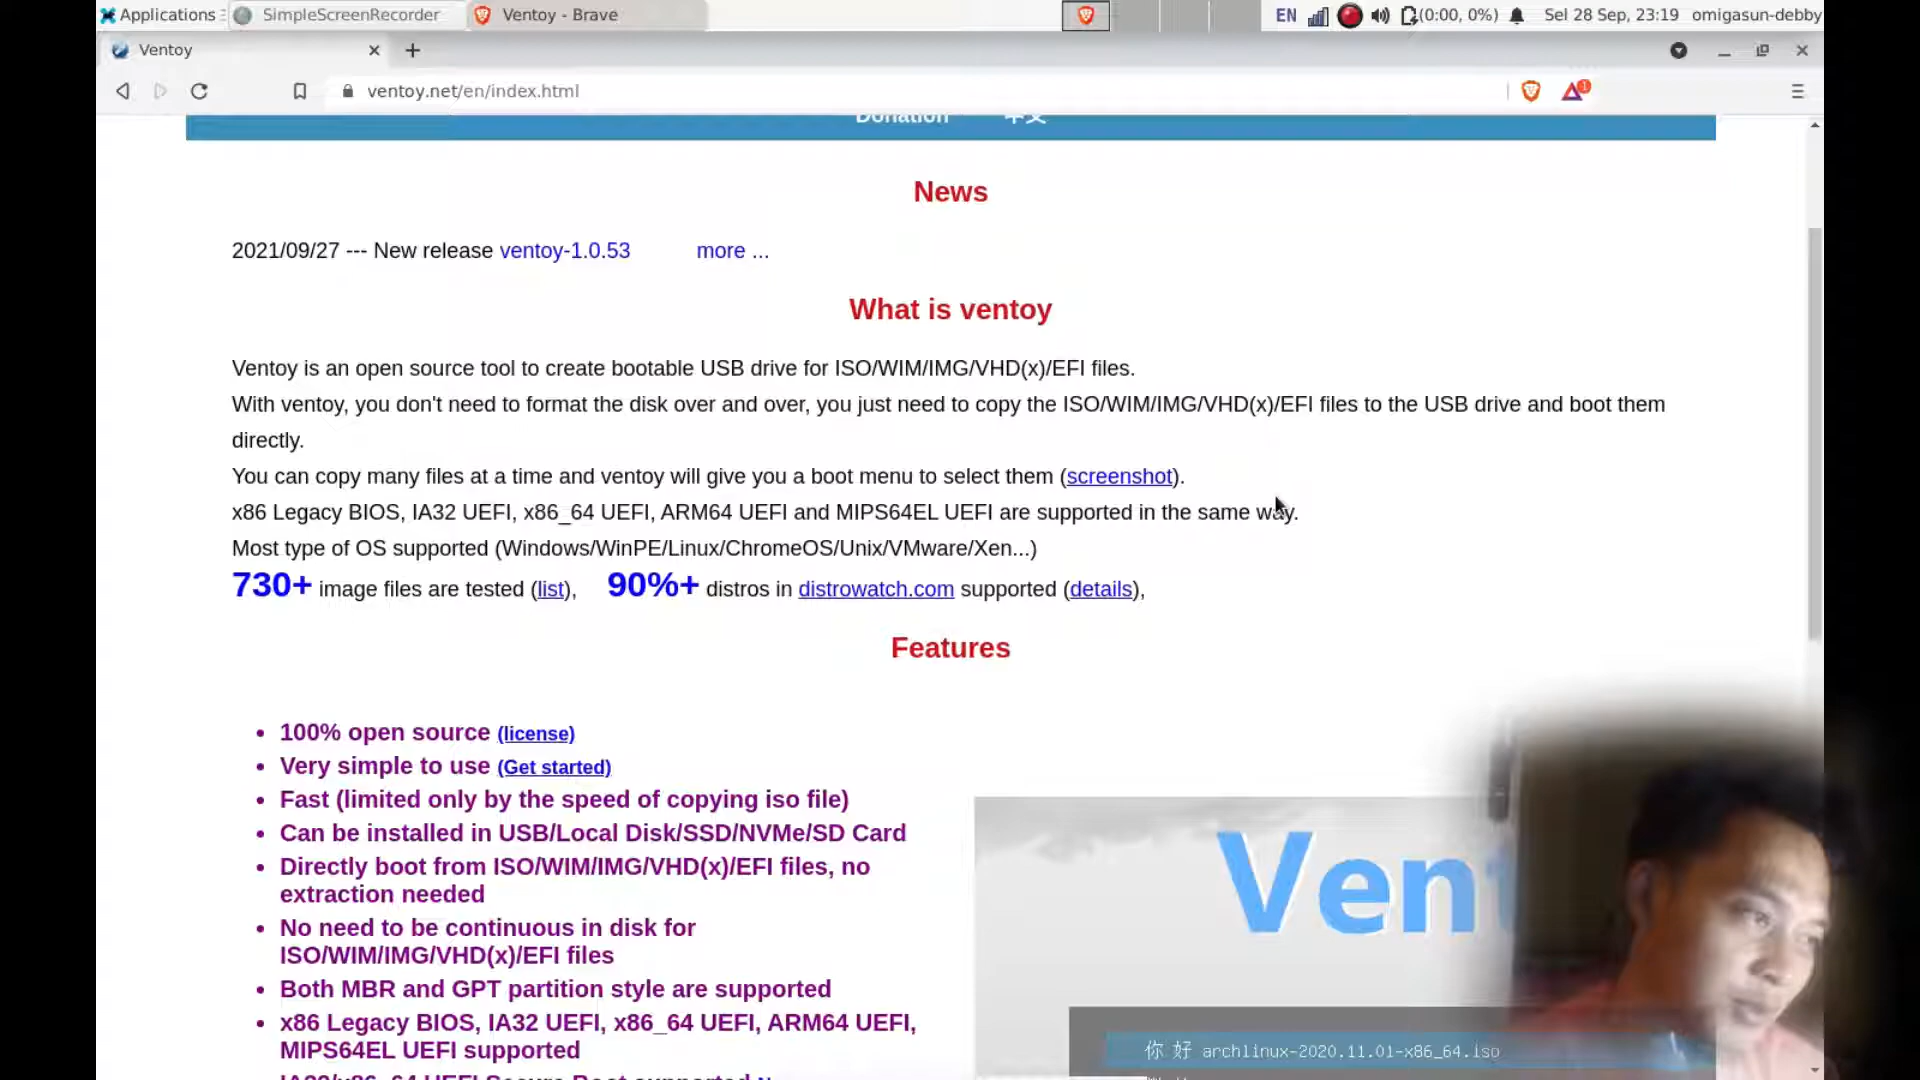 Applications
SimpleScreenRecorder
Ventoy - Brave
EN
(0:00, 0%)
Sel 28 Sep, 23:19
omigasun-debby
Ventoy
ventoy.net/en/index.html
1
Donation 中文
News
2021/09/27 --- New release ventoy-1.0.53 more ...
What is ventoy
Ventoy is an open source tool to create bootable USB drive for ISO/WIM/IMG/VHD(x)/EFI files.
With ventoy, you don't need to format the disk over and over, you just need to copy the ISO/WIM/IMG/VHD(x)/EFI files to the USB drive and boot them
directly.
You can copy many files at a time and ventoy will give you a boot menu to select them (screenshot).
x86 Legacy BIOS, IA32 UEFI, x86_64 UEFI, ARM64 UEFI and MIPS64EL UEFI are supported in the same way.
Most type of OS supported (Windows/WinPE/Linux/ChromeOS/Unix/VMware/Xen...)
730+ image files are tested (list), 90%+ distros in distrowatch.com supported (details),
Features
• 100% open source (license)
• Very simple to use (Get started)
• Fast (limited only by the speed of copying iso file)
• Can be installed in USB/Local Disk/SSD/NVMe/SD Card
• Directly boot from ISO/WIM/IMG/VHD(x)/EFI files, no
extraction needed
• No need to be continuous in disk for
ISO/WIM/IMG/VHD(x)/EFI files
• Both MBR and GPT partition style are supported
• x86 Legacy BIOS, IA32 UEFI, x86_64 UEFI, ARM64 UEFI,
MIPS64EL UEFI supported
• IA32/x86_64 UEFI Secure Boot supported
Vent
你 好 archlinux-2020.11.01-x86_64.iso